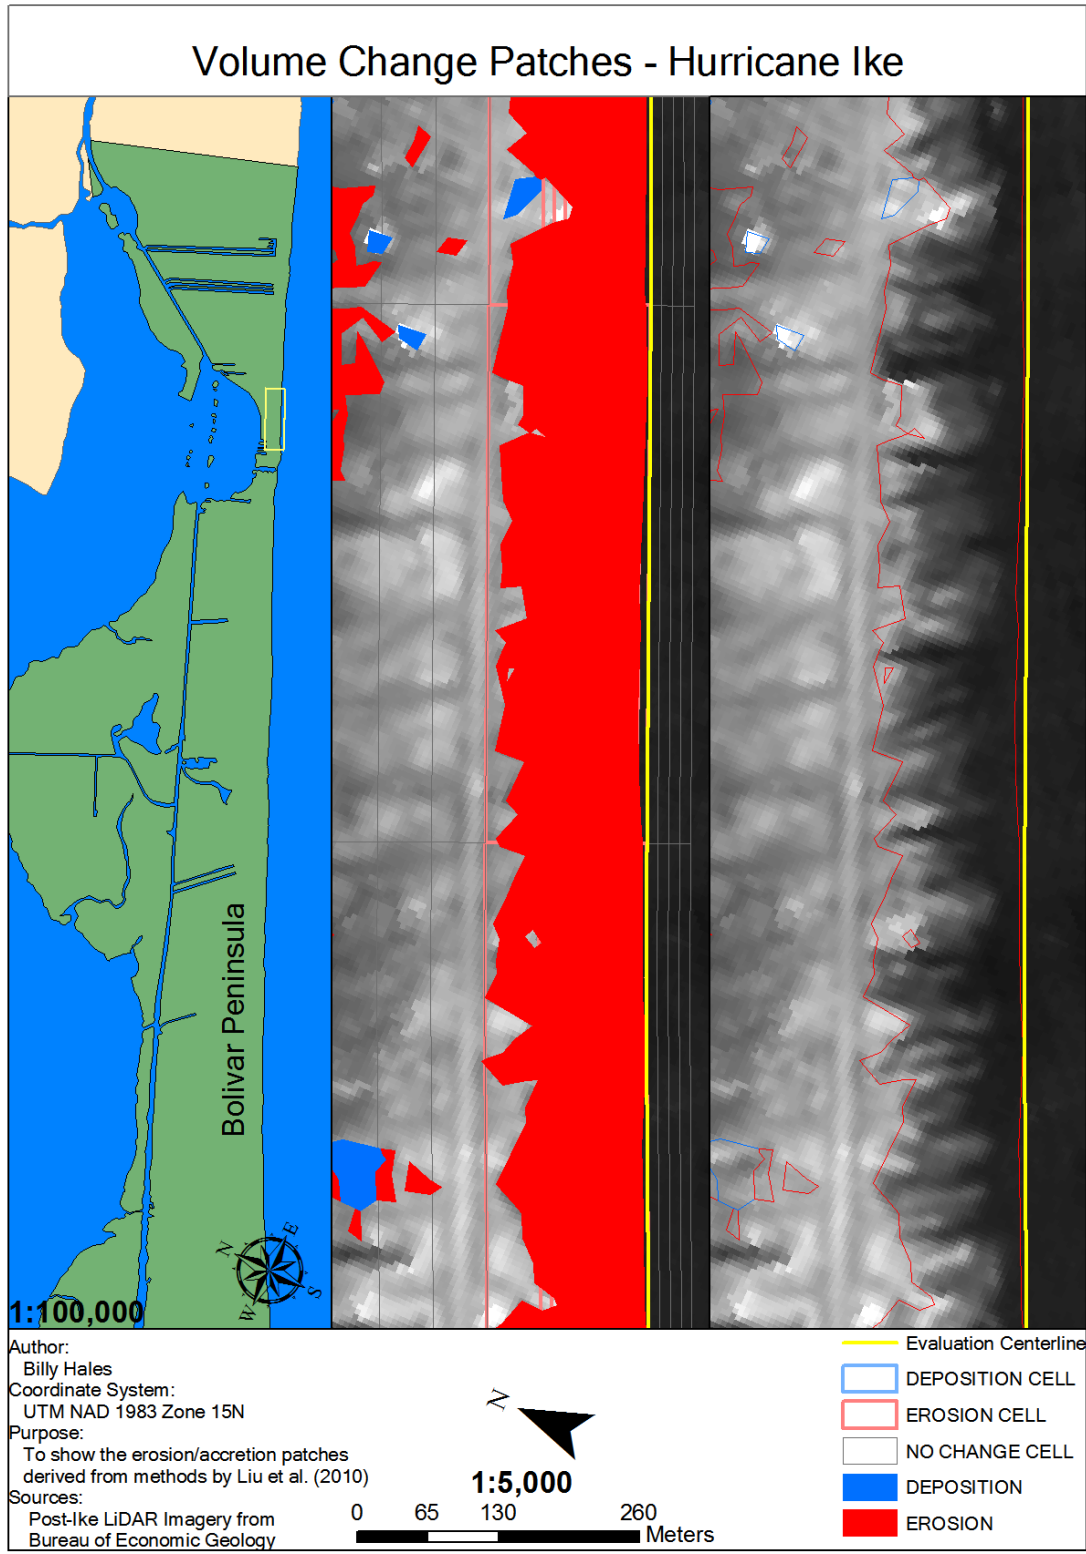 Volume Change Patches - Hurricane Ike
Bolivar Peninsula
N
E
S
W
1:100,000
Author:
Billy Hales
Coordinate System:
UTM NAD 1983 Zone 15N
Purpose:
To show the erosion/accretion patches
derived from methods by Liu et al. (2010)
Sources:
Post-Ike LiDAR Imagery from
Bureau of Economic Geology
N
1:5,000
0 65 130 260
Meters
Evaluation Centerline
DEPOSITION CELL
EROSION CELL
NO CHANGE CELL
DEPOSITION
EROSION